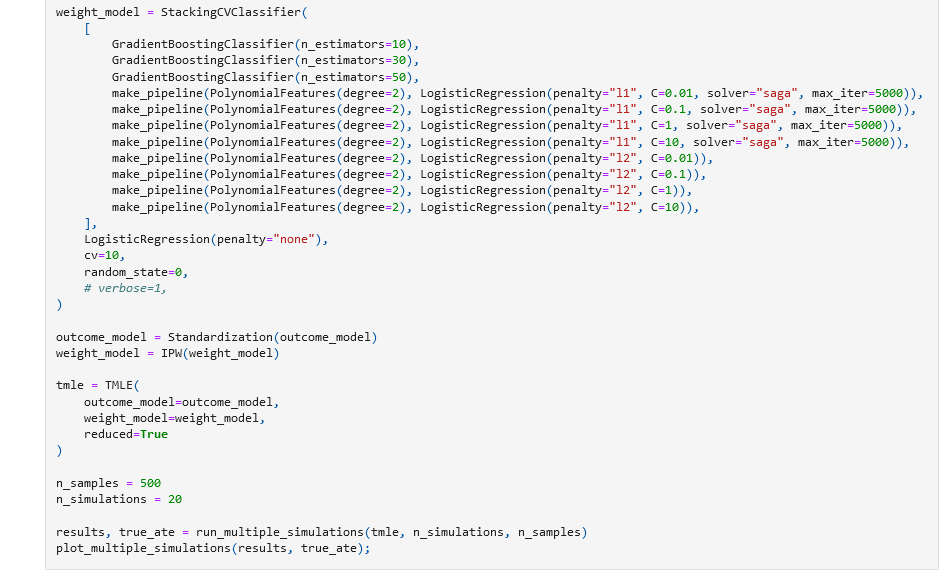 weight_model = StackingCVClassifier(
    [
        GradientBoostingClassifier(n_estimators=10),
        GradientBoostingClassifier(n_estimators=30),
        GradientBoostingClassifier(n_estimators=50),
        make_pipeline(PolynomialFeatures(degree=2), LogisticRegression(penalty="l1", C=0.01, solver="saga", max_iter=5000)),
        make_pipeline(PolynomialFeatures(degree=2), LogisticRegression(penalty="l1", C=0.1, solver="saga", max_iter=5000)),
        make_pipeline(PolynomialFeatures(degree=2), LogisticRegression(penalty="l1", C=1, solver="saga", max_iter=5000)),
        make_pipeline(PolynomialFeatures(degree=2), LogisticRegression(penalty="l1", C=10, solver="saga", max_iter=5000)),
        make_pipeline(PolynomialFeatures(degree=2), LogisticRegression(penalty="l2", C=0.01)),
        make_pipeline(PolynomialFeatures(degree=2), LogisticRegression(penalty="l2", C=0.1)),
        make_pipeline(PolynomialFeatures(degree=2), LogisticRegression(penalty="l2", C=1)),
        make_pipeline(PolynomialFeatures(degree=2), LogisticRegression(penalty="l2", C=10)),
    ],
    LogisticRegression(penalty="none"),
    cv=10,
    random_state=0,
    # verbose=1,
)

outcome_model = Standardization(outcome_model)
weight_model = IPW(weight_model)

tmle = TMLE(
    outcome_model=outcome_model,
    weight_model=weight_model,
    reduced=True
)

n_samples = 500
n_simulations = 20

results, true_ate = run_multiple_simulations(tmle, n_simulations, n_samples)
plot_multiple_simulations(results, true_ate);